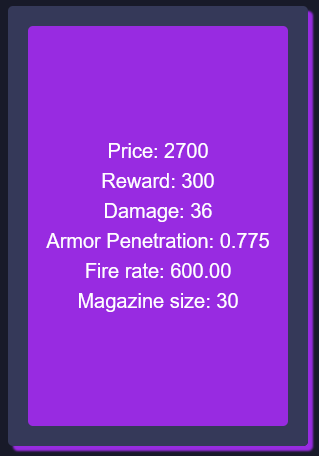 Price: 2700
Reward: 300
Damage: 36
Armor Penetration: 0.775
Fire rate: 600.00
Magazine size: 30